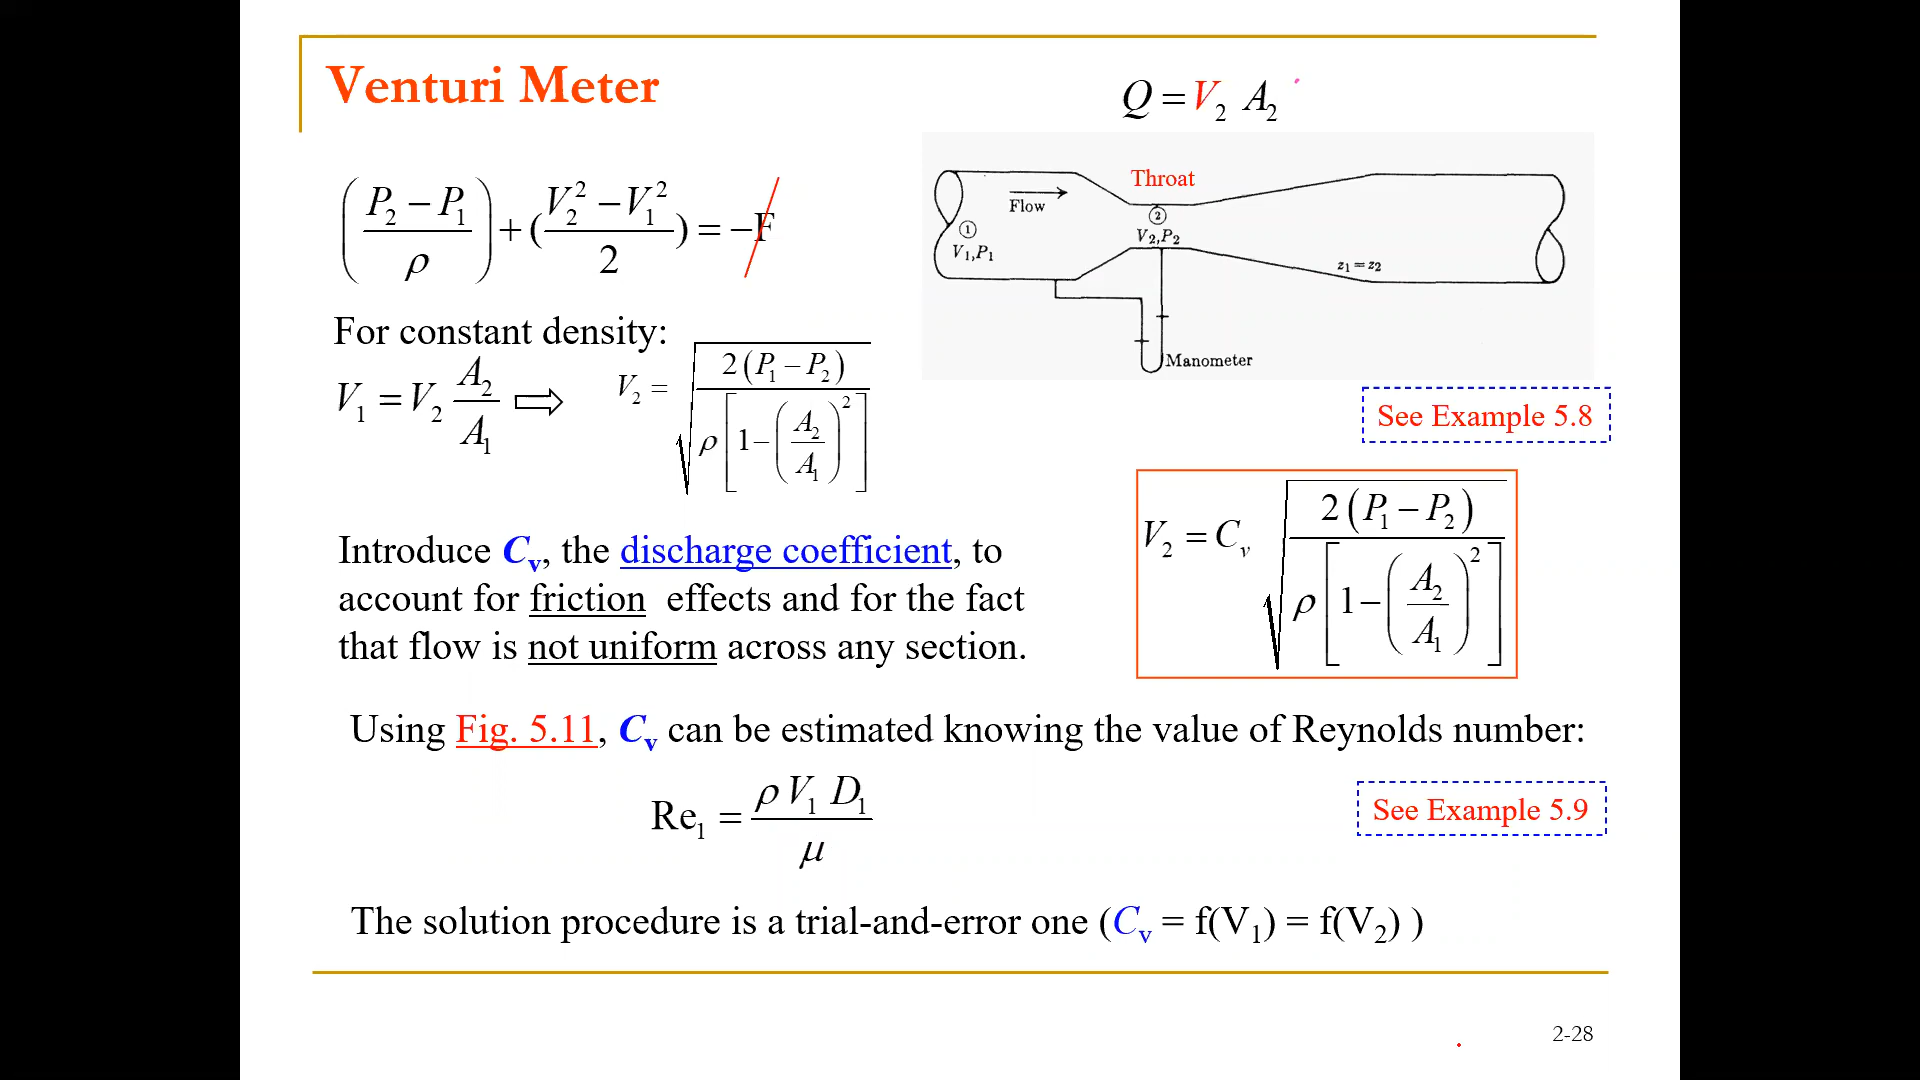 Venturi Meter
Q = V₂ A₂
((P₂ − P₁)/ρ) + ((V₂² − V₁²)/2) = −F
Throat
Flow
① 
V₁,P₁
②
V₂,P₂
z₁=z₂
Manometer
For constant density:
V₁ = V₂ A₂/A₁ ⇒ V₂ = √(2(P₁ − P₂)/(ρ[1−(A₂/A₁)²]))
See Example 5.8
V₂ = Cᵥ √(2(P₁ − P₂)/(ρ[1−(A₂/A₁)²]))
Introduce Cᵥ, the discharge coefficient, to
account for friction effects and for the fact
that flow is not uniform across any section.
Using Fig. 5.11, Cᵥ can be estimated knowing the value of Reynolds number:
Re₁ = ρ V₁ D₁/μ
See Example 5.9
The solution procedure is a trial-and-error one (Cᵥ = f(V₁) = f(V₂) )
2-28